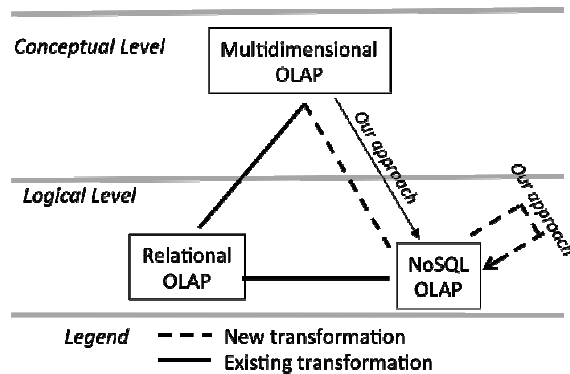 Conceptual Level
Multidimensional
OLAP
Our approach
Logical Level
Our approach
Relational
OLAP
NoSQL
OLAP
Legend
New transformation
Existing transformation